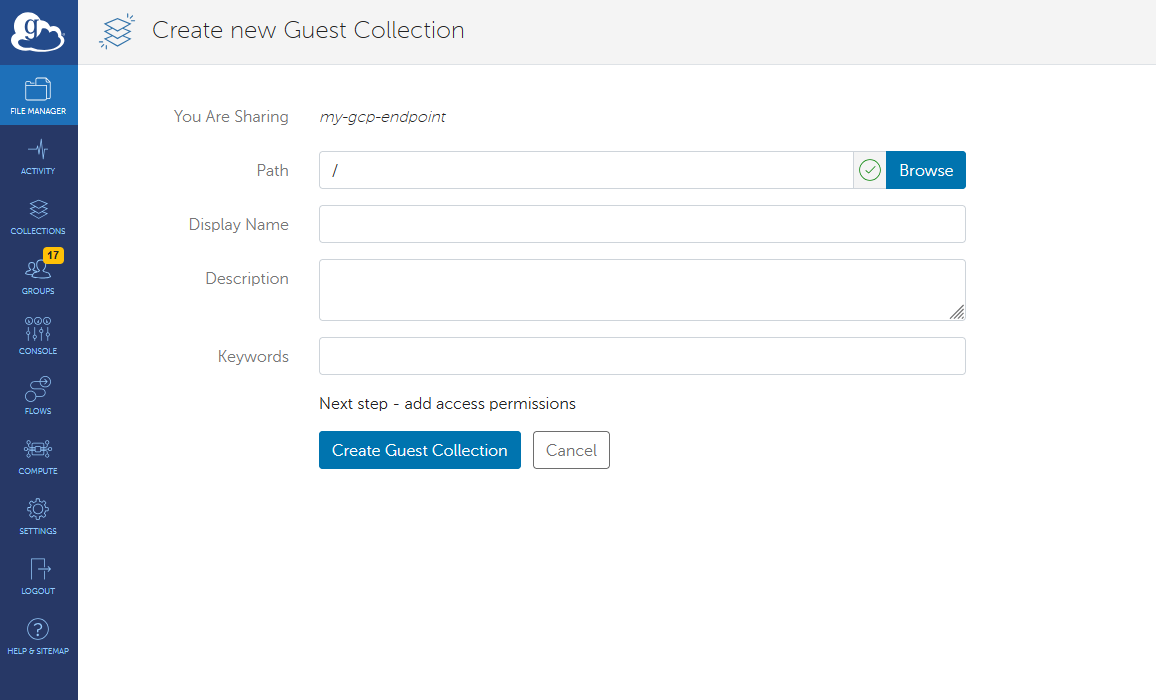 g
Create new Guest Collection
FILE MANAGER
ACTIVITY
COLLECTIONS
17
GROUPS
CONSOLE
FLOWS
COMPUTE
SETTINGS
LOGOUT
?
HELP & SITEMAP
You Are Sharing my-gcp-endpoint
Path / Browse
Display Name
Description
Keywords
Next step - add access permissions
Create Guest Collection Cancel